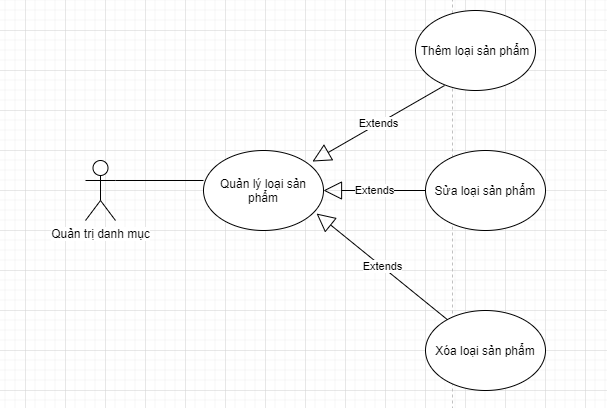 Thêm loại sản phẩm
Extends
Quản lý loại sản
phẩm
Extends
Sửa loại sản phẩm
Quản trị danh mục
Extends
Xóa loại sản phẩm